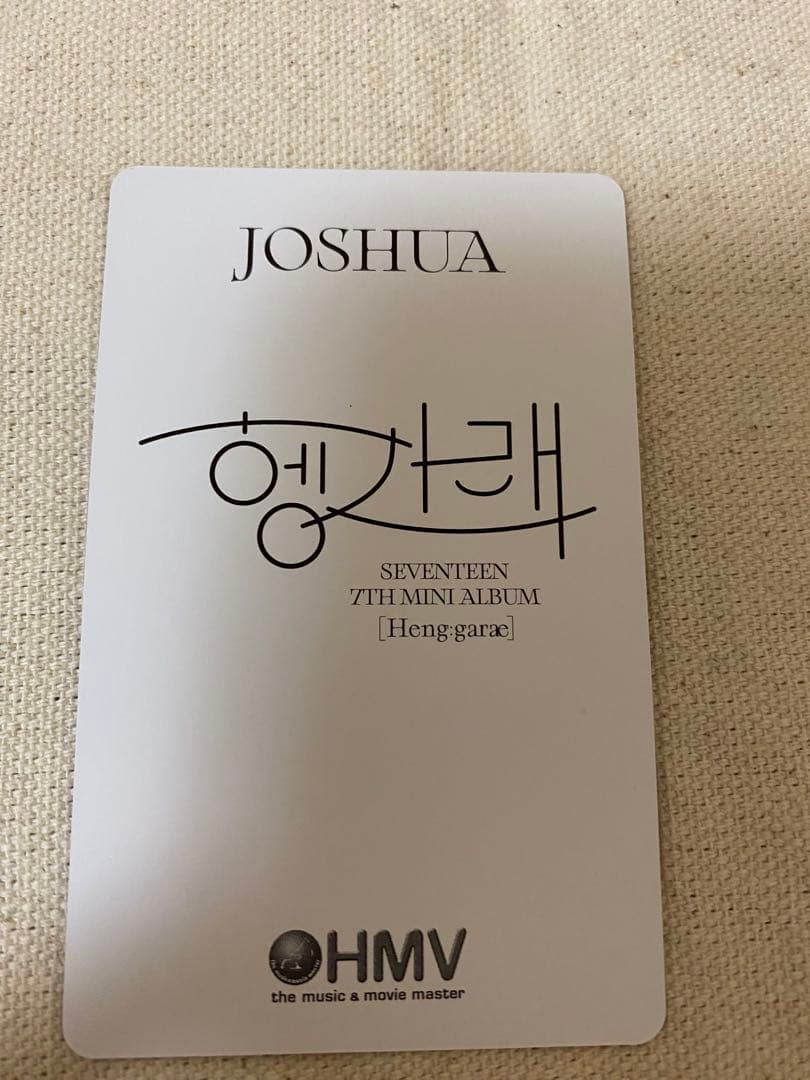 JOSHUA
헹가래
SEVENTEEN
7TH MINI ALBUM
[Heng:garæ]
HMV
the music & movie master